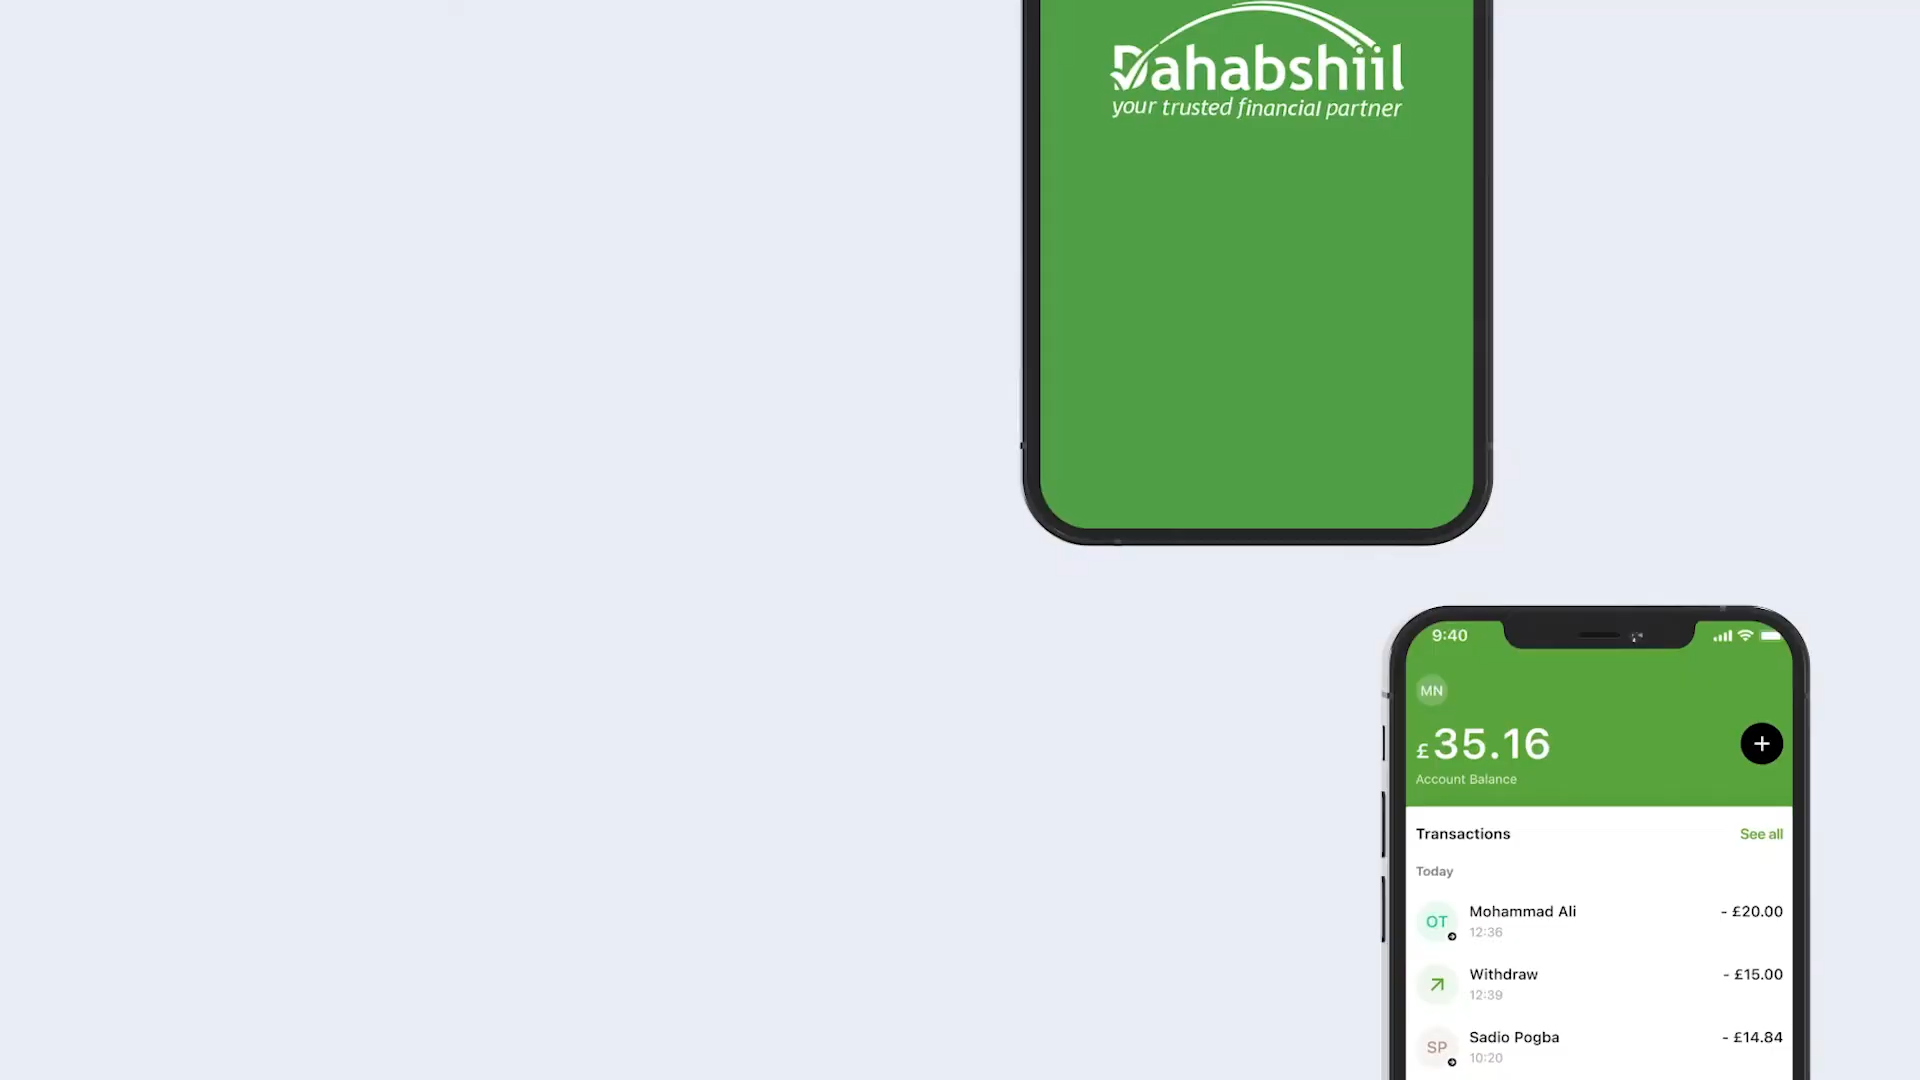 Dahabshiil
your trusted financial partner
9:40
MN
£35.16
Account Balance
Transactions
See all
Today
OT
Mohammad Ali
- £20.00
12:36
Withdraw
- £15.00
12:39
SP
Sadio Pogba
- £14.84
10:20